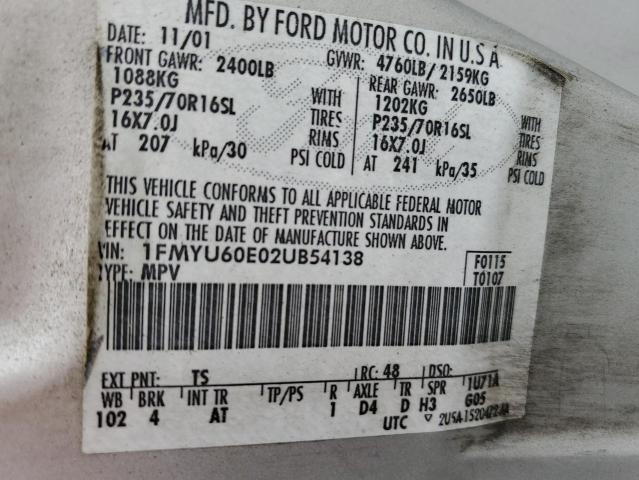 MFD. BY FORD MOTOR CO. IN U.S.A.
DATE: 11/01 GVWR: 4760LB/2159KG
FRONT GAWR: 2400LB REAR GAWR: 2650LB
1088KG WITH 1202KG WITH
P235/70R16SL TIRES P235/70R16SL TIRES
16X7.0J RIMS 16X7.0J RIMS
AT 207 kPa/30 PSI COLD AT 241 kPa/35 PSI COLD
THIS VEHICLE CONFORMS TO ALL APPLICABLE FEDERAL MOTOR
VEHICLE SAFETY AND THEFT PREVENTION STANDARDS IN
EFFECT ON THE DATE OF MANUFACTURE SHOWN ABOVE.
VIN: 1FMYU60E02UB54138 F0115
TYPE: MPV T0107
EXT PNT: TS RC: 48 DSO:
WB BRK INT TR TP/PS R AXLE TR SPR 1U71A
102 4 AT 1 D4 D H3 G05
UTC